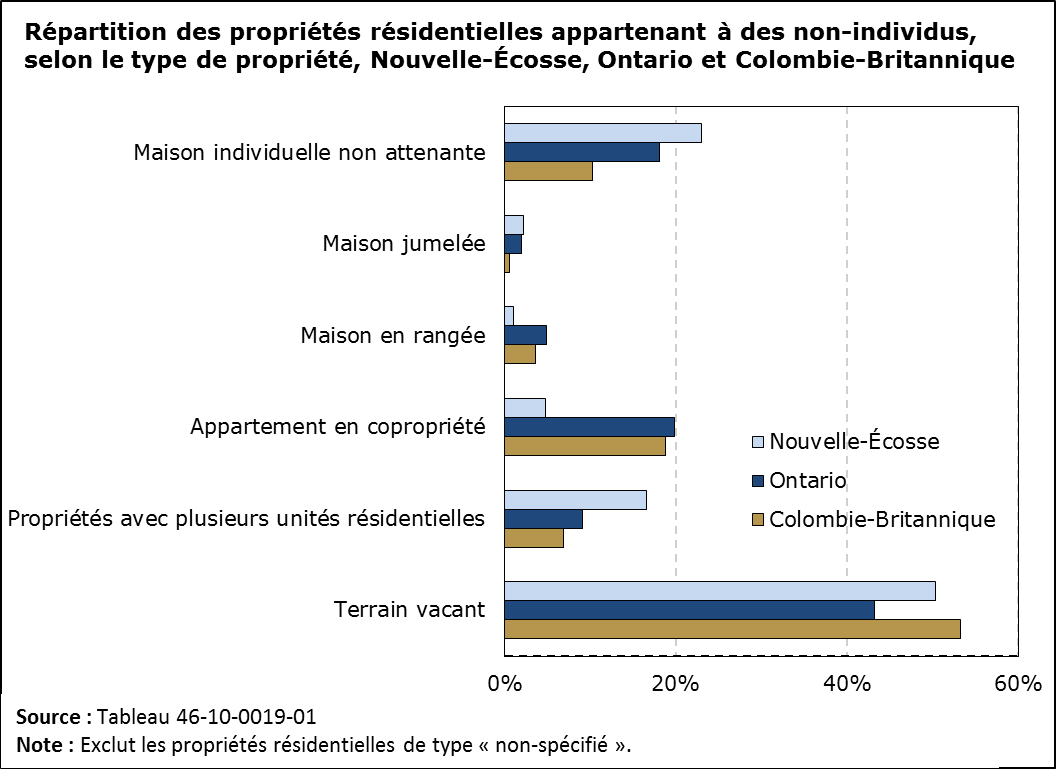 Répartition des propriétés résidentielles appartenant à des non-individus,
selon le type de propriété, Nouvelle-Écosse, Ontario et Colombie-Britannique
Maison individuelle non attenante
Maison jumelée
Maison en rangée
Appartement en copropriété
Propriétés avec plusieurs unités résidentielles
Terrain vacant
Nouvelle-Écosse
Ontario
Colombie-Britannique
0%
20%
40%
60%
Source : Tableau 46-10-0019-01
Note : Exclut les propriétés résidentielles de type « non-spécifié ».